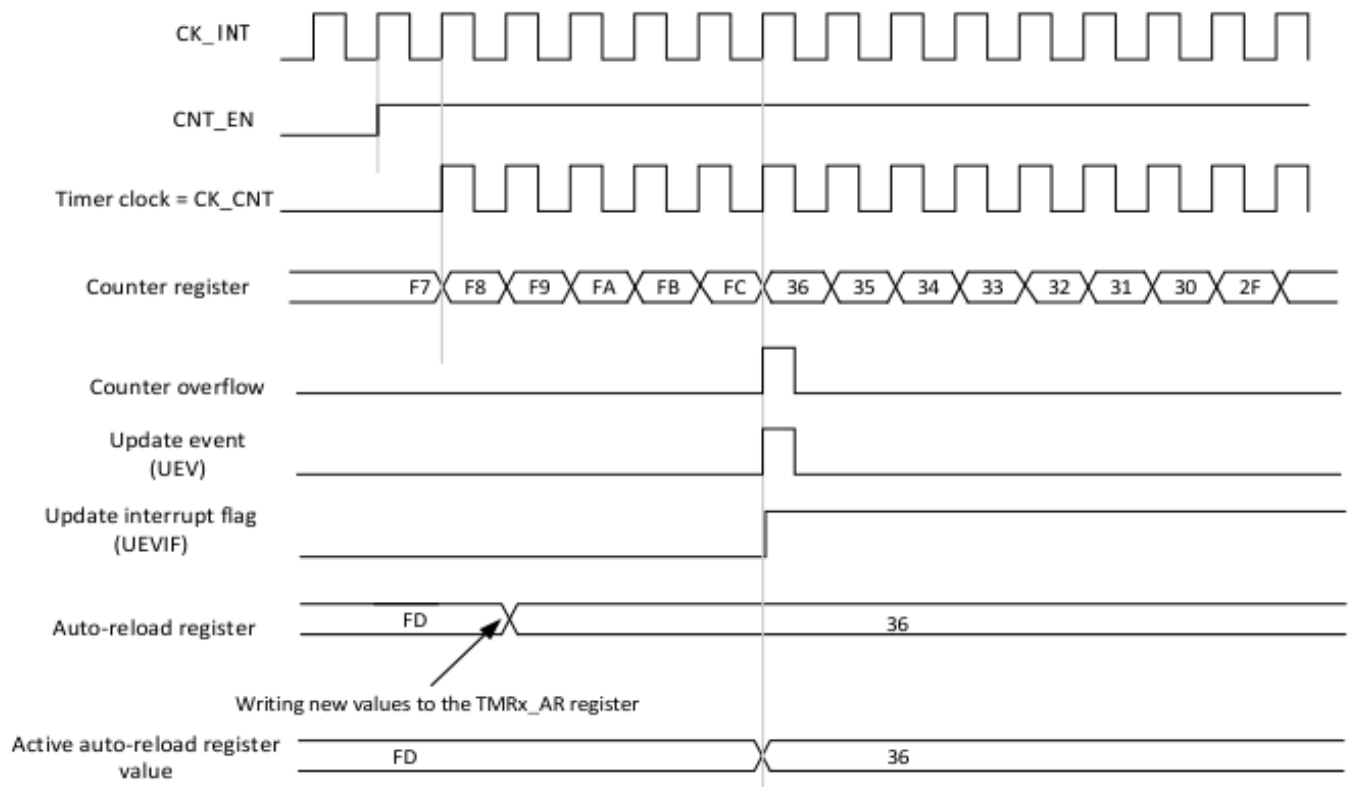 CK_INT
CNT_EN
Timer clock = CK_CNT
Counter register
F7 F8 F9 FA FB FC 36 35 34 33 32 31 30 2F
Counter overflow
Update event
(UEV)
Update interrupt flag
(UEVIF)
Auto-reload register
FD 36
Writing new values to the TMRx_AR register
Active auto-reload register
value
FD 36